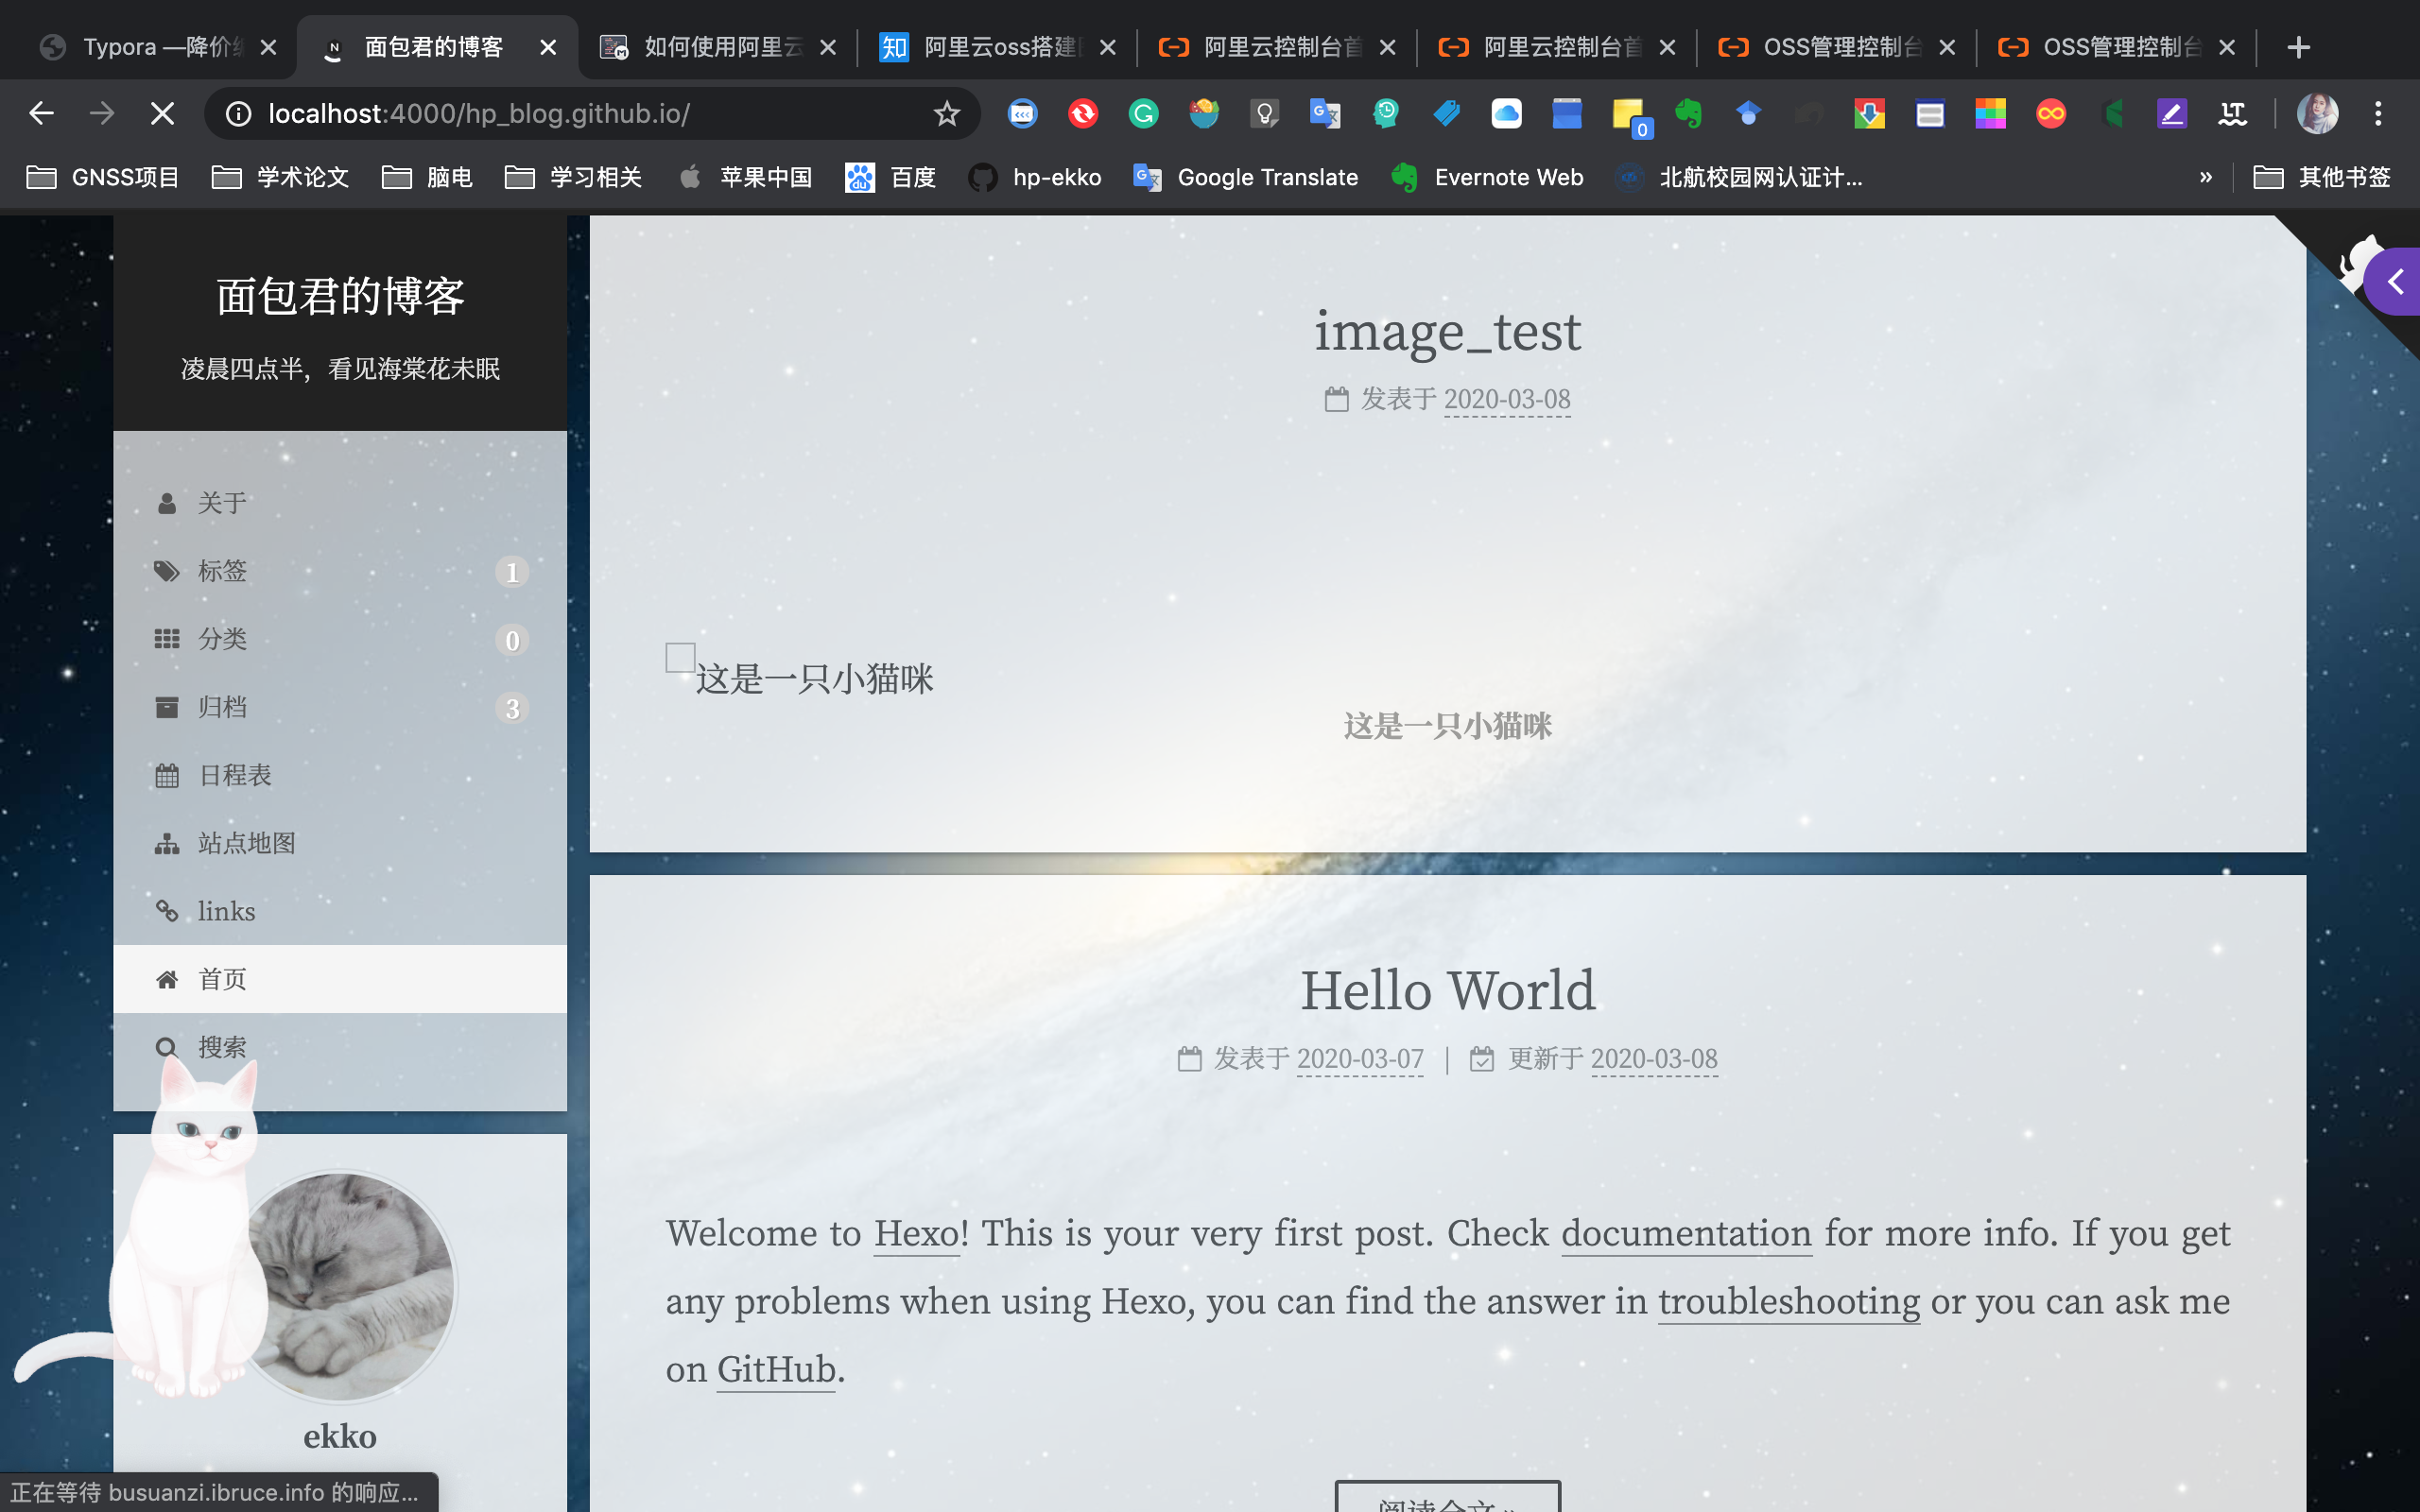 Typora —降价
面包君的博客
如何使用阿里云
阿里云oss搭建
阿里云控制台首
阿里云控制台首
OSS管理控制台
OSS管理控制台
localhost:4000/hp_blog.github.io/
0
GNSS项目
学术论文
脑电
学习相关
苹果中国
百度
hp-ekko
Google Translate
Evernote Web
北航校园网认证计...
»
其他书签
面包君的博客
凌晨四点半，看见海棠花未眠
关于
标签 1
分类 0
归档 3
日程表
站点地图
links
首页
搜索
ekko
image_test
发表于 2020-03-08
这是一只小猫咪
这是一只小猫咪
Hello World
发表于 2020-03-07 | 更新于 2020-03-08
Welcome to Hexo! This is your very first post. Check documentation for more info. If you get
any problems when using Hexo, you can find the answer in troubleshooting or you can ask me
on GitHub.
阅读全文 »
正在等待 busuanzi.ibruce.info 的响应...